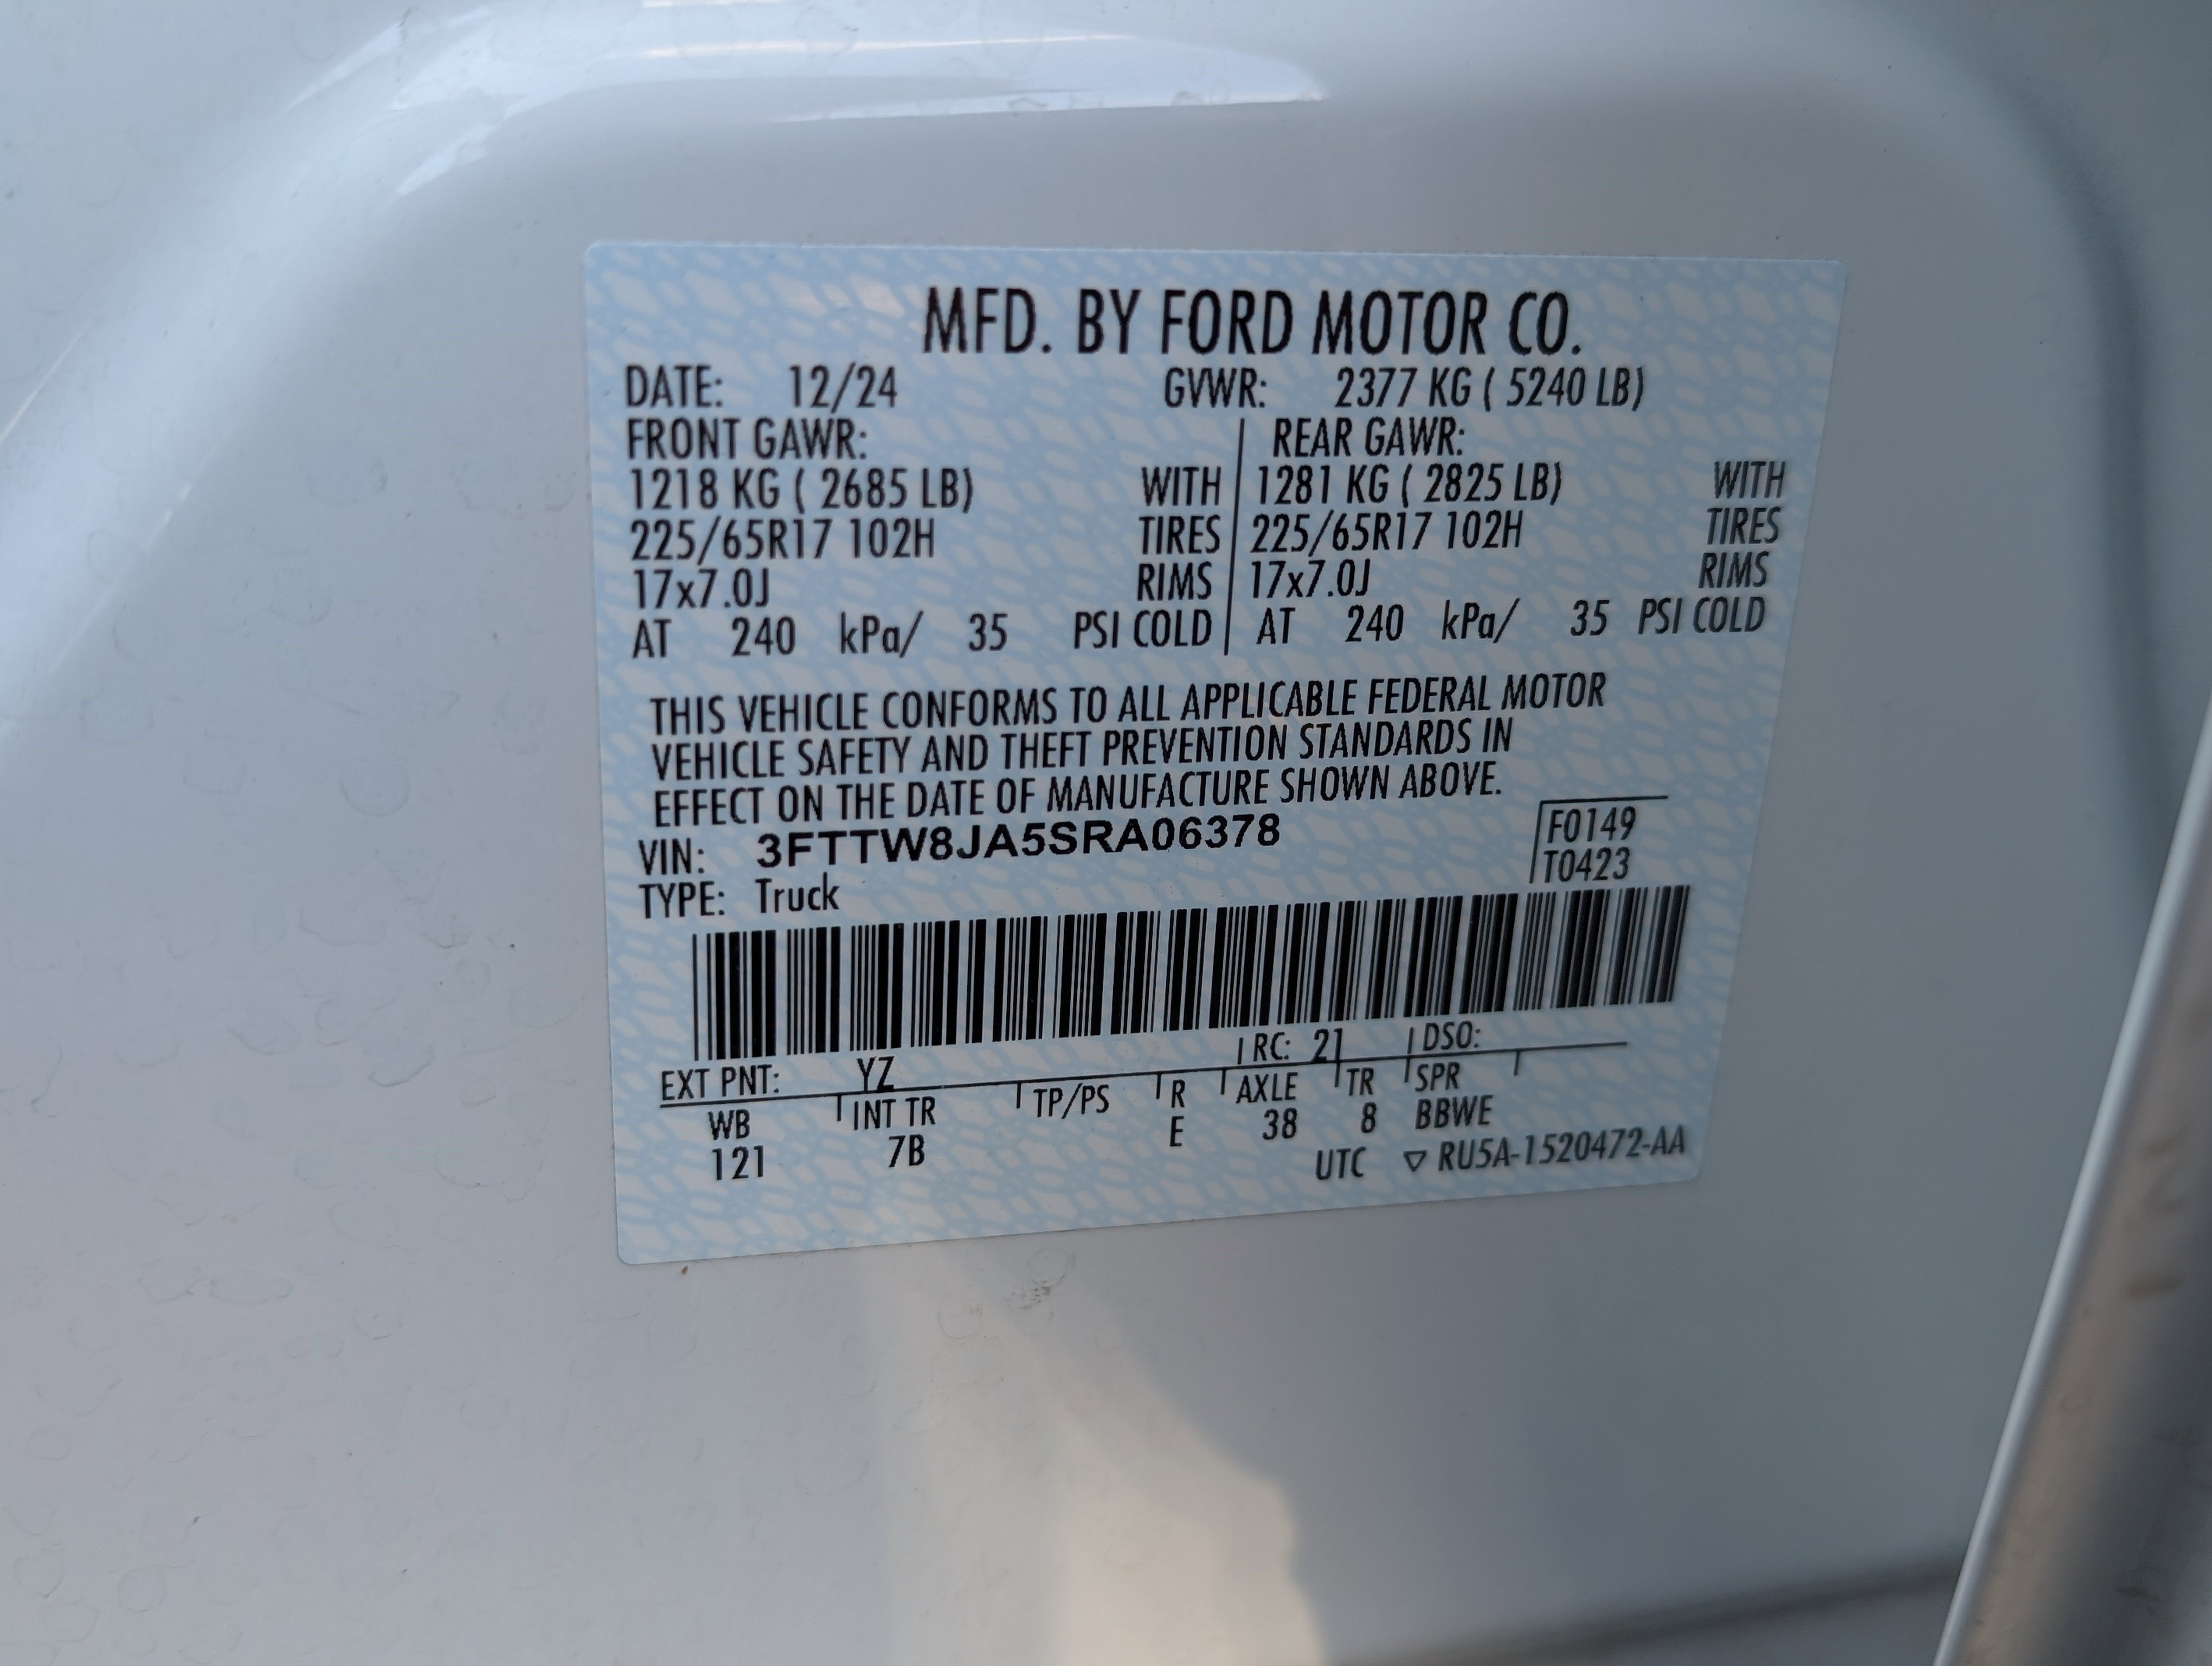 MFD. BY FORD MOTOR CO.
DATE: 12/24 GVWR: 2377 KG ( 5240 LB)
FRONT GAWR: REAR GAWR:
1218 KG ( 2685 LB) WITH 1281 KG ( 2825 LB) WITH
225/65R17 102H TIRES 225/65R17 102H TIRES
17x7.0J RIMS 17x7.0J RIMS
AT 240 kPa/ 35 PSI COLD AT 240 kPa/ 35 PSI COLD
THIS VEHICLE CONFORMS TO ALL APPLICABLE FEDERAL MOTOR
VEHICLE SAFETY AND THEFT PREVENTION STANDARDS IN
EFFECT ON THE DATE OF MANUFACTURE SHOWN ABOVE.
VIN: 3FTTW8JA5SRA06378 F0149
TYPE: Truck T0423
EXT PNT: YZ RC: 21 DSO:
WB INT TR TP/PS R AXLE TR SPR
121 7B E 38 8 BBWE
UTC ▽ RU5A-1520472-AA